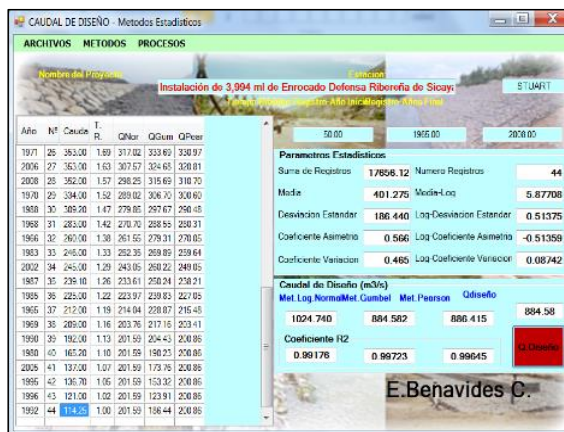 CAUDAL DE DISEÑO - Metodos Estadísticos
ARCHIVOS METODOS PROCESOS
Nombre del Proyecto Estacion
Instalación de 3,994 ml de Enrocado Defensa Ribereña de Sicaya STUART
50.00 1965.00 2008.00
Año Nº Cauda T. R. QNor QGum QPear
1971 26 353.00 1.69 317.02 333.69 330.97
2006 27 353.00 1.63 307.57 324.68 320.81
2008 28 352.00 1.57 298.25 315.69 310.70
1970 29 334.00 1.52 289.02 306.70 300.60
1988 30 309.20 1.47 279.85 297.67 290.48
1968 31 283.00 1.42 270.70 288.55 280.31
1966 32 260.00 1.38 261.55 279.31 270.05
1983 33 246.00 1.33 252.35 269.89 259.64
2002 34 245.00 1.29 243.05 260.22 249.05
1987 35 239.10 1.26 233.61 250.24 238.21
1985 36 225.00 1.22 223.97 239.83 227.05
1965 37 212.00 1.19 214.04 228.87 215.48
1969 38 209.00 1.16 203.76 217.16 203.41
1990 39 192.00 1.13 201.59 204.43 200.86
1980 40 165.20 1.10 201.59 190.23 200.86
2005 41 137.00 1.07 201.59 173.76 200.86
1995 42 136.70 1.05 201.59 153.32 200.86
1996 43 121.00 1.02 201.59 123.91 200.86
1992 44 114.25 1.00 201.59 186.44 200.86
Parametros Estadisticos
Suma de Registros 17656.12 Numero Registros 44
Media 401.275 Media-Log 5.87708
Desviacion Estandar 186.440 Log-Desviacion Estandar 0.51375
Coeficiente Asimetria 0.566 Log-Coeficiente Asimetria -0.51359
Coeficiente Variacion 0.465 Log-Coeficiente Variacion 0.08742
Caudal de Diseño (m3/s)
Met.Log.Normal Met.Gumbel Met.Pearson Qdiseño
1024.740 884.582 886.415 884.58
Coeficiente R2
0.99176 0.99723 0.99645 Q.Diseño
E.Benavides C.